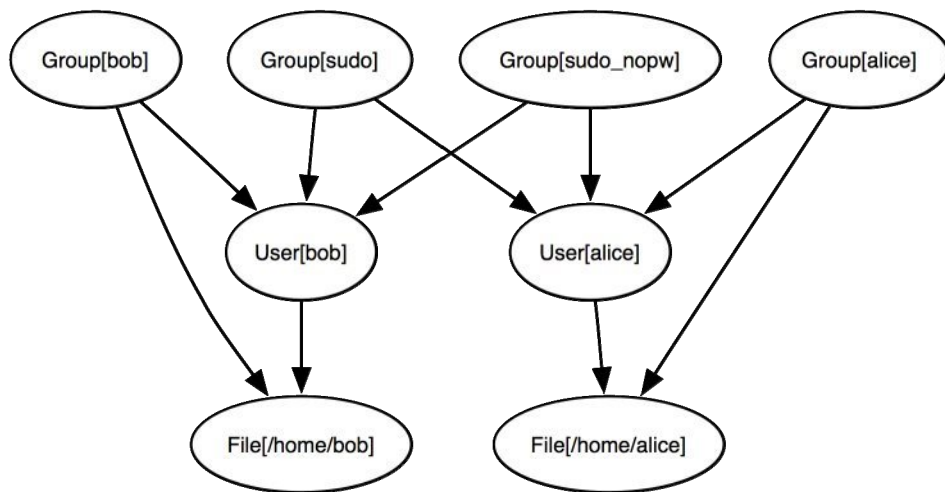 Group[bob]
Group[sudo]
Group[sudo_nopw]
Group[alice]
User[bob]
User[alice]
File[/home/bob]
File[/home/alice]